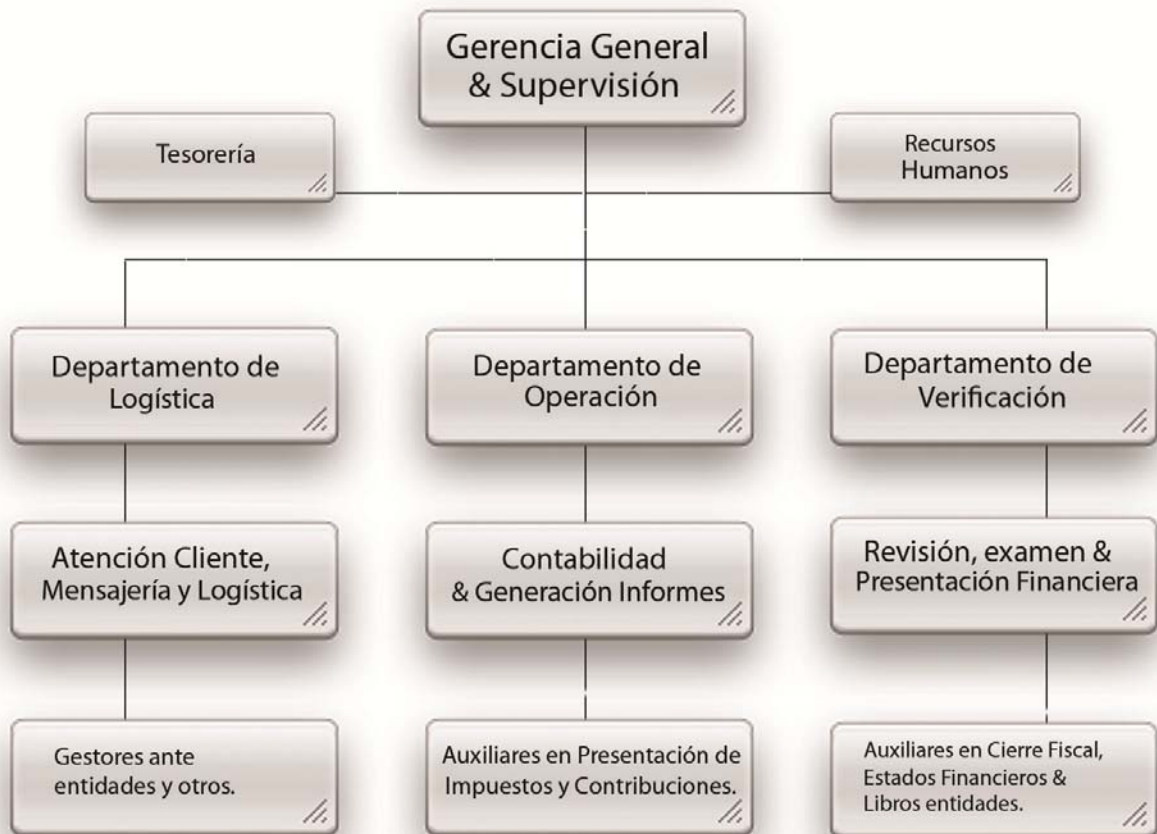 Gerencia General
& Supervisión
Tesorería
Recursos
Humanos
Departamento de
Logística
Departamento de
Operación
Departamento de
Verificación
Atención Cliente,
Mensajería y Logística
Contabilidad
& Generación Informes
Revisión, examen &
Presentación Financiera
Gestores ante
entidades y otros.
Auxiliares en Presentación de
Impuestos y Contribuciones.
Auxiliares en Cierre Fiscal,
Estados Financieros &
Libros entidades.